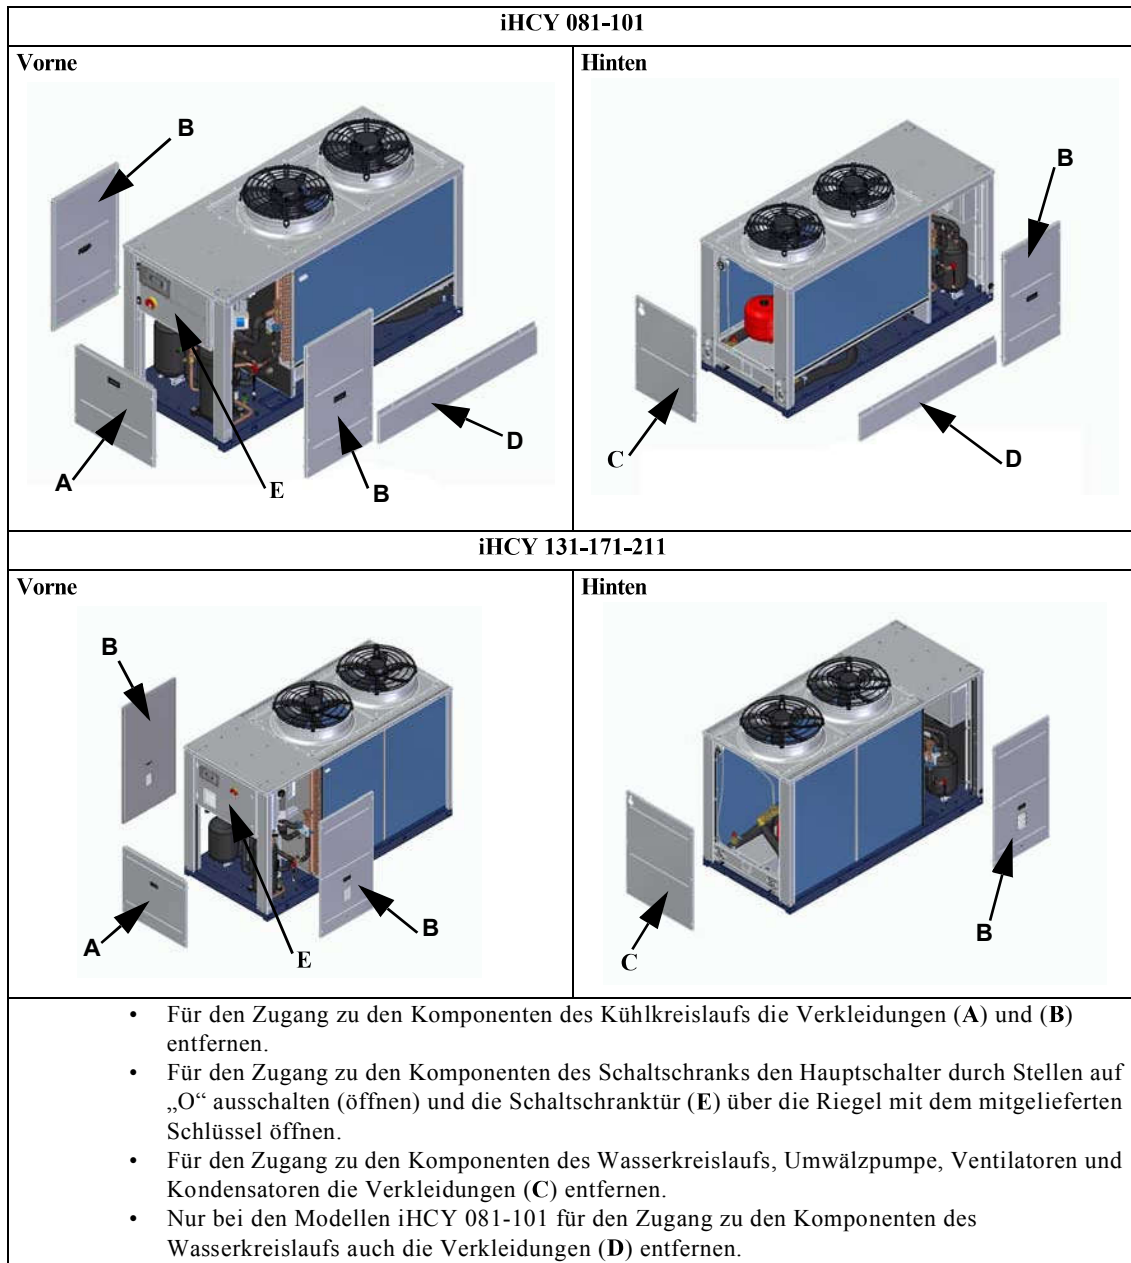 iHCY 081-101
Vorne
Hinten
B
B
A
E
B
D
C
D
iHCY 131-171-211
Vorne
Hinten
B
A
E
B
C
B
• Für den Zugang zu den Komponenten des Kühlkreislaufs die Verkleidungen (A) und (B)
entfernen.
• Für den Zugang zu den Komponenten des Schaltschranks den Hauptschalter durch Stellen auf
„O“ ausschalten (öffnen) und die Schaltschranktür (E) über die Riegel mit dem mitgelieferten
Schlüssel öffnen.
• Für den Zugang zu den Komponenten des Wasserkreislaufs, Umwälzpumpe, Ventilatoren und
Kondensatoren die Verkleidungen (C) entfernen.
• Nur bei den Modellen iHCY 081-101 für den Zugang zu den Komponenten des
Wasserkreislaufs auch die Verkleidungen (D) entfernen.